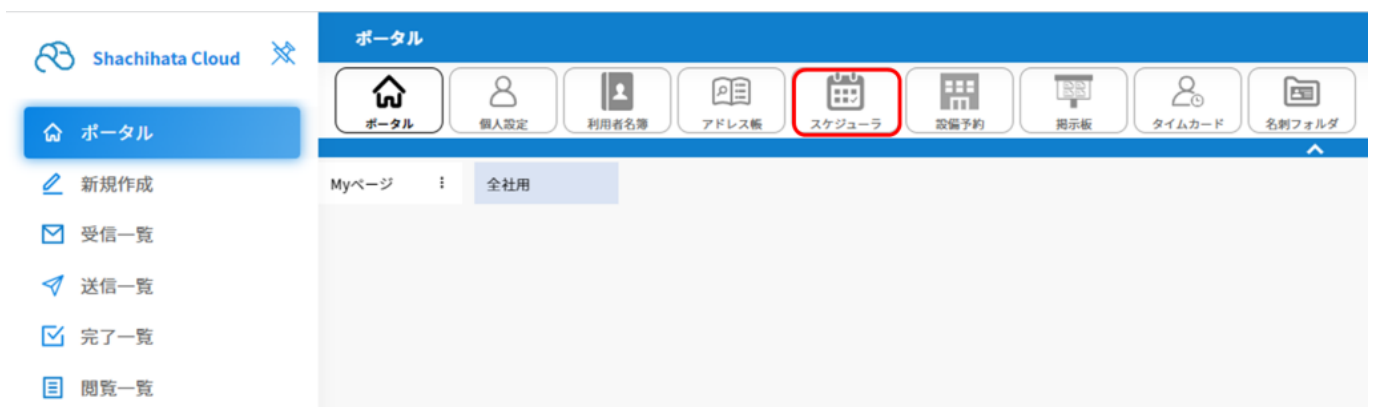 Shachihata Cloud
ポータル
新規作成
受信一覧
送信一覧
完了一覧
閲覧一覧
ポータル
ポータル
個人設定
利用者名簿
アドレス帳
スケジューラ
設備予約
掲示板
タイムカード
名刺フォルダ
Myページ
全社用